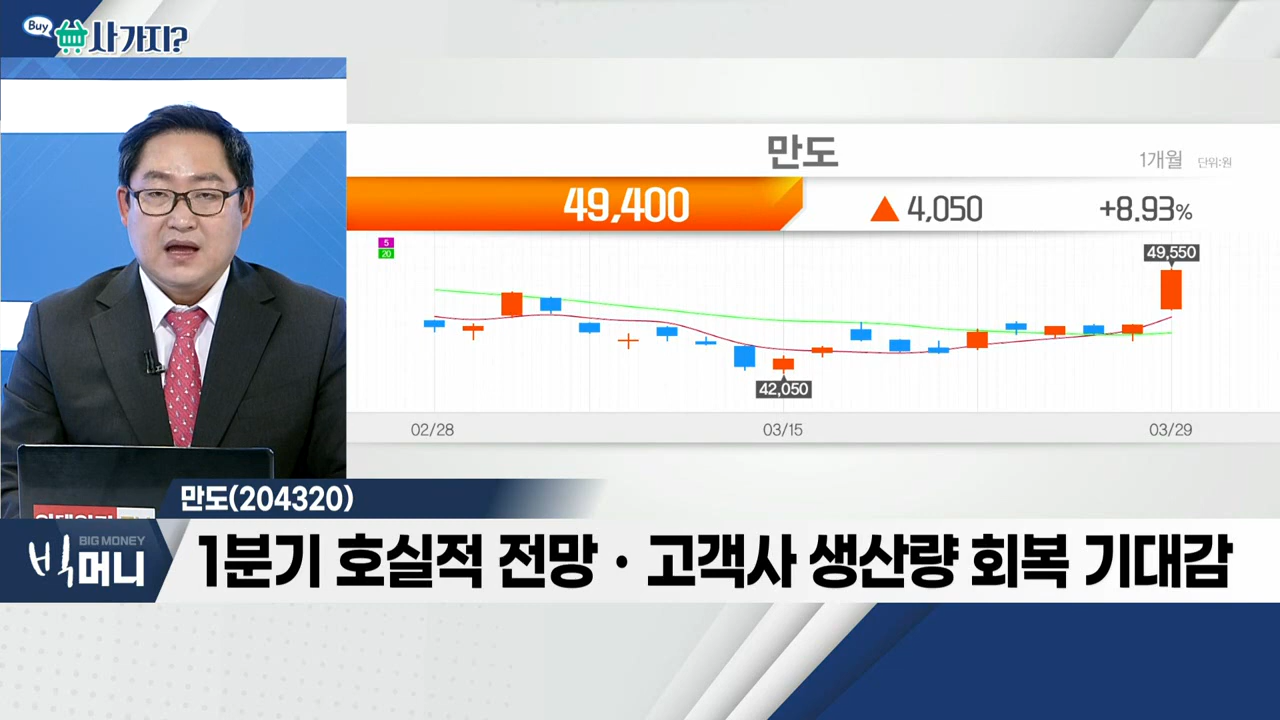 Buy
사가지?
만도
1개월 단위:원
49,400 ▲ 4,050 +8.93%
5
20
49,550
42,050
02/28 03/15 03/29
만도(204320)
BIG MONEY
빅머니
1분기 호실적 전망·고객사 생산량 회복 기대감